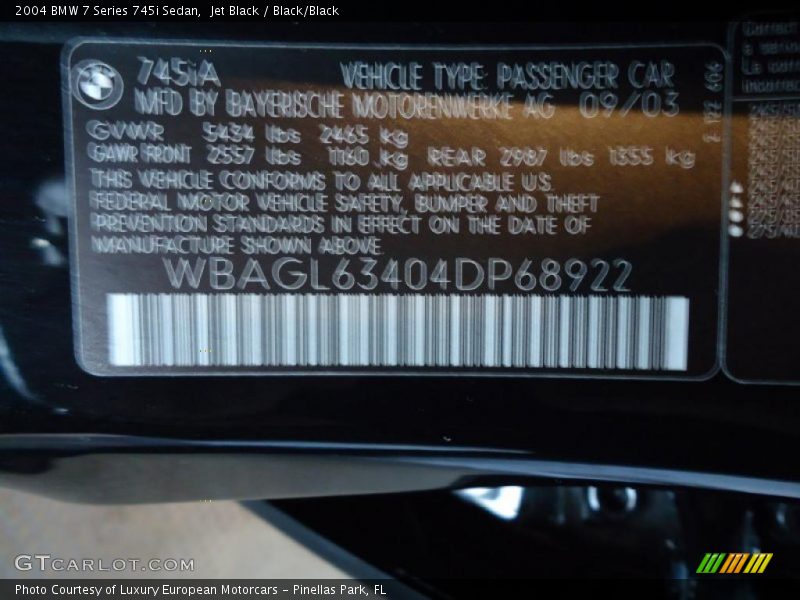 2004 BMW 7 Series 745i Sedan,  Jet Black / Black/Black
745iA VEHICLE TYPE: PASSENGER CAR
MFD BY BAYERISCHE MOTORENWERKE AG 09/03
GVWR 5434 lbs 2465 kg
GAWR FRONT 2557 lbs 1160 kg REAR 2987 lbs 1355 kg
THIS VEHICLE CONFORMS TO ALL APPLICABLE U.S.
FEDERAL MOTOR VEHICLE SAFETY, BUMPER AND THEFT
PREVENTION STANDARDS IN EFFECT ON THE DATE OF
MANUFACTURE SHOWN ABOVE
WBAGL63404DP68922
GTCARLOT.COM
Photo Courtesy of Luxury European Motorcars – Pinellas Park, FL